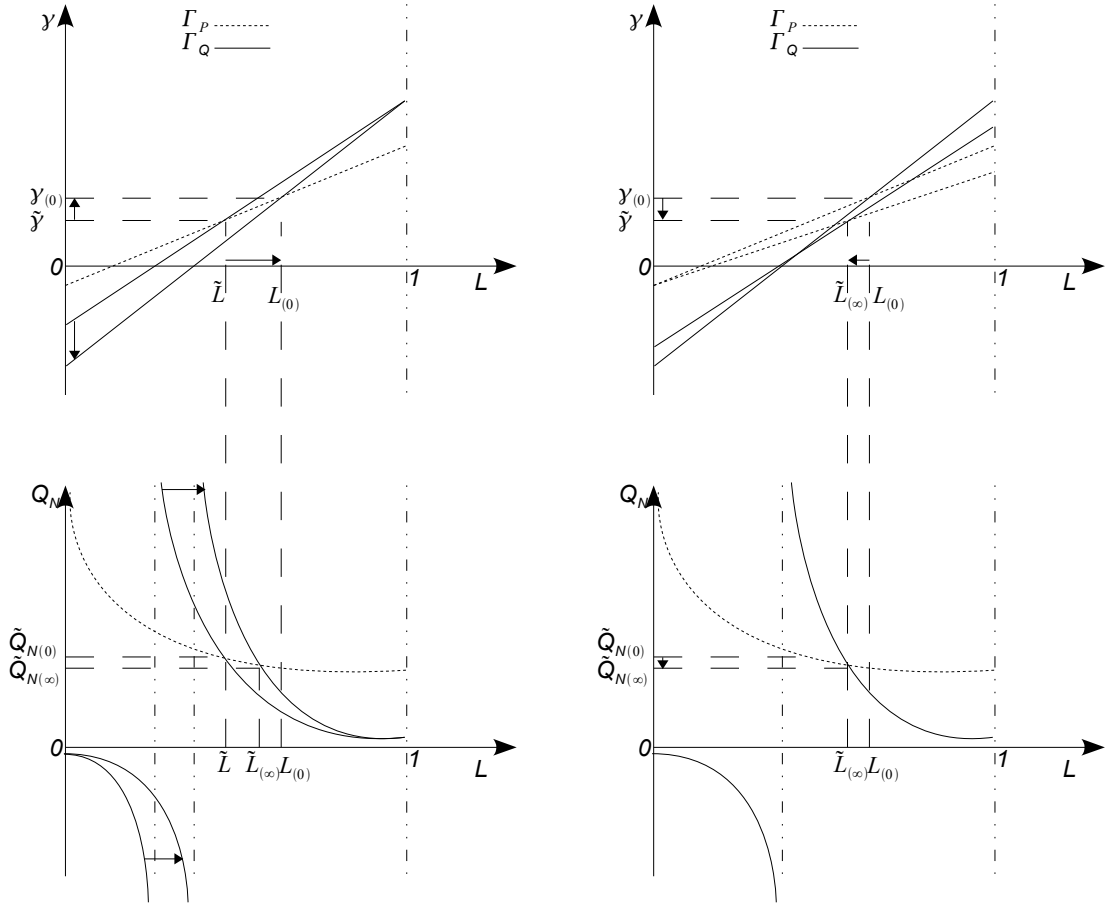 γ
Γ_P
Γ_Q
γ_(0)
γ̃
0
L̃
L_(0)
1
L
γ
Γ_P
Γ_Q
γ_(0)
γ̃
0
L̃_(∞)
L_(0)
1
L
Q_N
Q̃_N(0)
Q̃_N(∞)
0
L̃
L̃_(∞)
L_(0)
1
L
Q_N
Q̃_N(0)
Q̃_N(∞)
0
L̃_(∞)
L_(0)
1
L